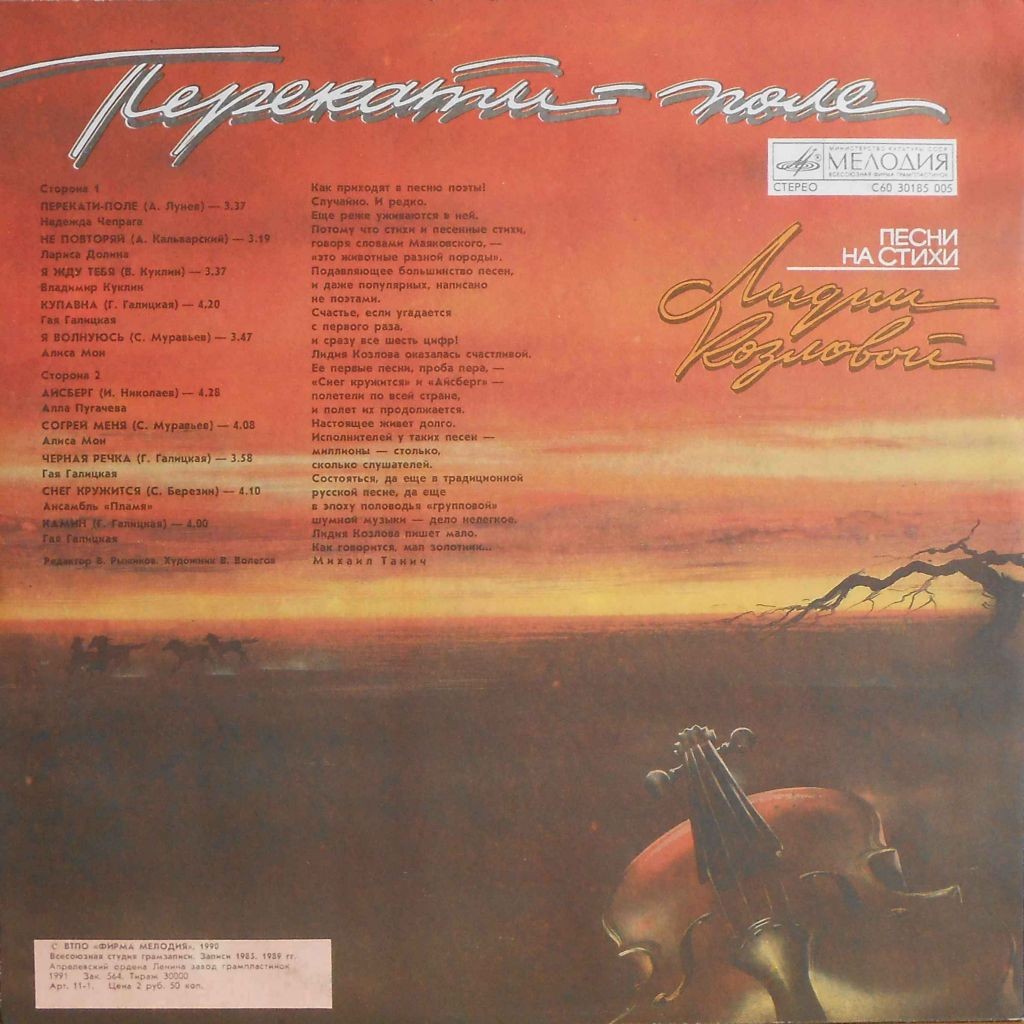 Перекати-поле
МИНИСТЕРСТВО КУЛЬТУРЫ СССР
МЕЛОДИЯ
ВСЕСОЮЗНАЯ ФИРМА ГРАМПЛАСТИНОК
СТЕРЕО С60 30185 005
ПЕСНИ
НА СТИХИ
Лидии
Козловой
Сторона 1
ПЕРЕКАТИ-ПОЛЕ (А. Лунев) — 3.37
Надежда Чепрага
НЕ ПОВТОРЯЙ (А. Кальварский) — 3.19
Лариса Долина
Я ЖДУ ТЕБЯ (В. Куклин) — 3.37
Владимир Куклин
КУПАВНА (Г. Галицкая) — 4.20
Гая Галицкая
Я ВОЛНУЮСЬ (С. Муравьев) — 3.47
Алиса Мон
Сторона 2
АЙСБЕРГ (И. Николаев) — 4.28
Алла Пугачева
СОГРЕЙ МЕНЯ (С. Муравьев) — 4.08
Алиса Мон
ЧЕРНАЯ РЕЧКА (Г. Галицкая) — 3.58
Гая Галицкая
СНЕГ КРУЖИТСЯ (С. Березин) — 4.10
Ансамбль «Пламя»
КАМИН (Г. Галицкая) — 4.00
Гая Галицкая
Редактор В. Рыжиков. Художник В. Волегов
Как приходят в песню поэты!
Случайно. И редко.
Еще реже уживаются в ней.
Потому что стихи и песенные стихи,
говоря словами Маяковского, —
«это животные разной породы».
Подавляющее большинство песен,
и даже популярных, написано
не поэтами.
Счастье, если угадается
с первого раза,
и сразу все шесть цифр!
Лидия Козлова оказалась счастливой.
Ее первые песни, проба пера, —
«Снег кружится» и «Айсберг» —
полетели по всей стране,
и полет их продолжается.
Настоящее живет долго.
Исполнителей у таких песен —
миллионы — столько,
сколько слушателей.
Состояться, да еще в традиционной
русской песне, да еще
в эпоху половодья «групповой»
шумной музыки — дело нелегкое.
Лидия Козлова пишет мало.
Как говорится, мал золотник...
Михаил Танич
С ВТПО «ФИРМА МЕЛОДИЯ», 1990
Всесоюзная студия грамзаписи. Записи 1985, 1989 гг.
Апрелевский ордена Ленина завод грампластинок
1991 Зак. 564. Тираж 30000
Арт. 11-1. Цена 2 руб. 50 коп.